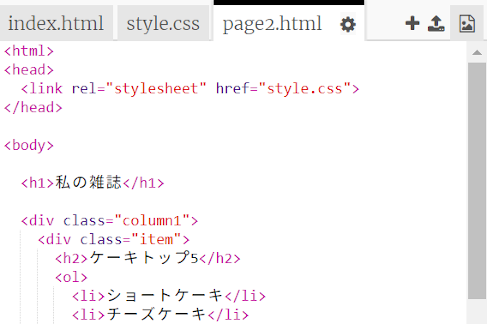 index.html style.css page2.html
<html>
<head>
<link rel="stylesheet" href="style.css">
</head>
<body>
<h1>私の雑誌</h1>
<div class="column1">
<div class="item">
<h2>ケーキトップ5</h2>
<ol>
<li>ショートケーキ</li>
<li>チーズケーキ</li>